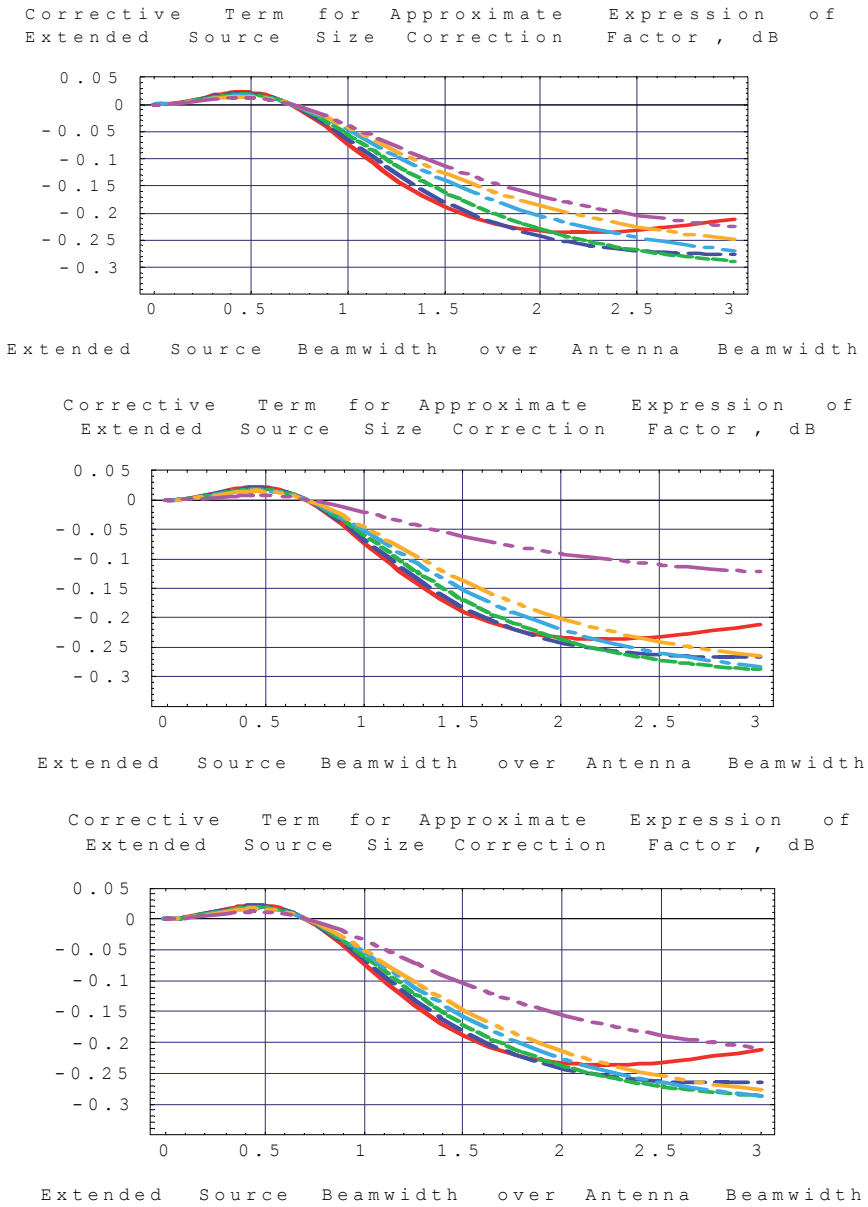 Corrective Term for Approximate Expression of
Extended Source Size Correction Factor, dB
0.05
0
-0.05
-0.1
-0.15
-0.2
-0.25
-0.3
0 0.5 1 1.5 2 2.5 3
Extended Source Beamwidth over Antenna Beamwidth
Corrective Term for Approximate Expression of
Extended Source Size Correction Factor, dB
0.05
0
-0.05
-0.1
-0.15
-0.2
-0.25
-0.3
0 0.5 1 1.5 2 2.5 3
Extended Source Beamwidth over Antenna Beamwidth
Corrective Term for Approximate Expression of
Extended Source Size Correction Factor, dB
0.05
0
-0.05
-0.1
-0.15
-0.2
-0.25
-0.3
0 0.5 1 1.5 2 2.5 3
Extended Source Beamwidth over Antenna Beamwidth